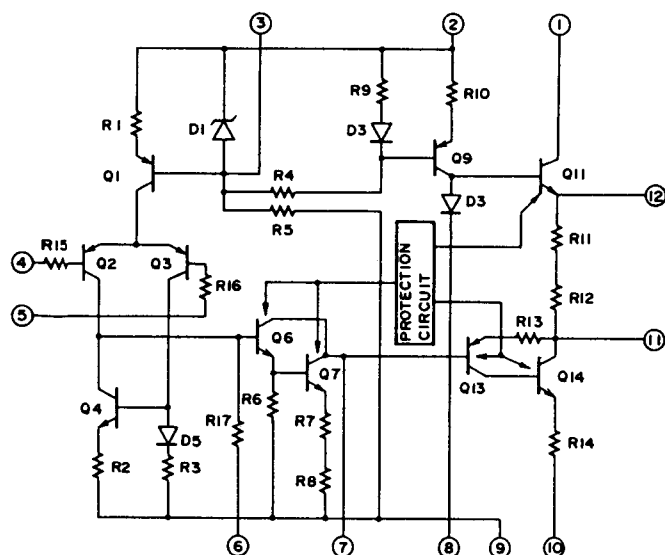 3 2 1
R9
R10
R1
D1
D3
Q1
Q9
Q11
R4
D3
12
R5
R11
R15
4
Q2
Q3
R16
PROTECTION
CIRCUIT
R12
5
Q6
R13
11
Q7
Q13
Q14
Q4
R6
R17
R7
D5
R14
R2
R3
R8
6 7 8 9 10